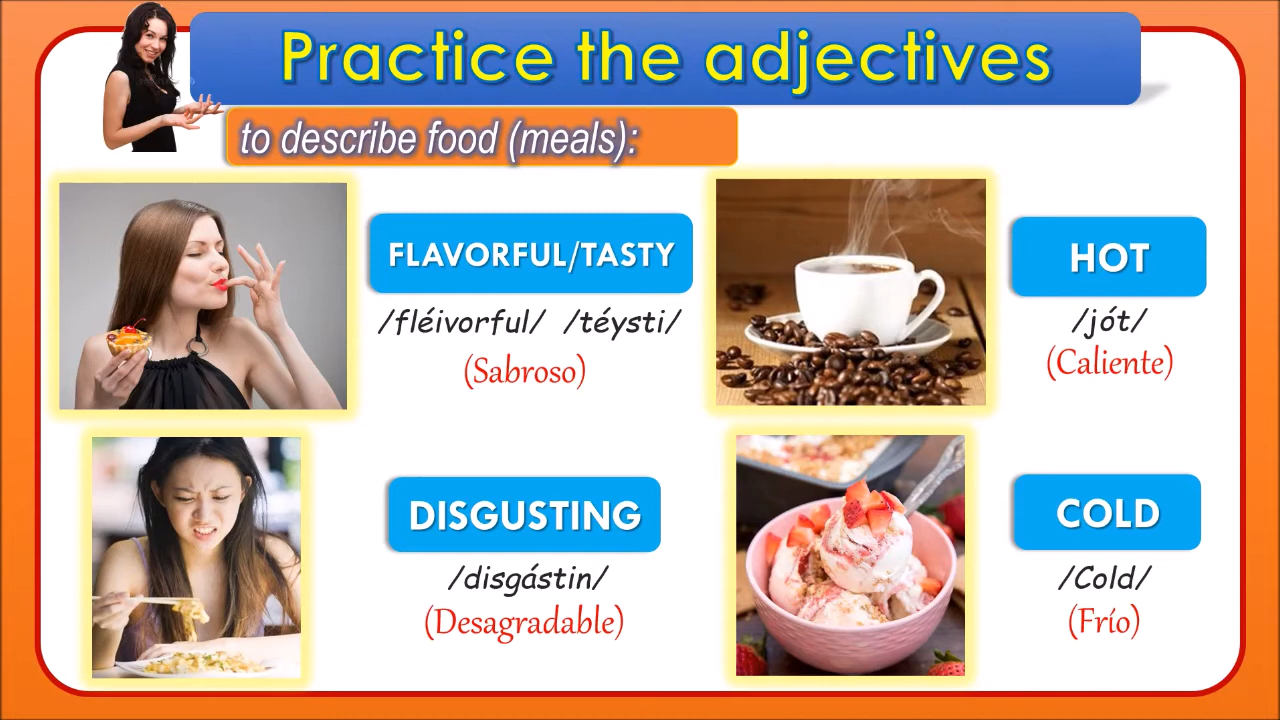 Practice the adjectives
to describe food (meals):
FLAVORFUL/TASTY
/fléivorful/ /téysti/
(Sabroso)
HOT
/jót/
(Caliente)
DISGUSTING
/disgástin/
(Desagradable)
COLD
/Cold/
(Frío)